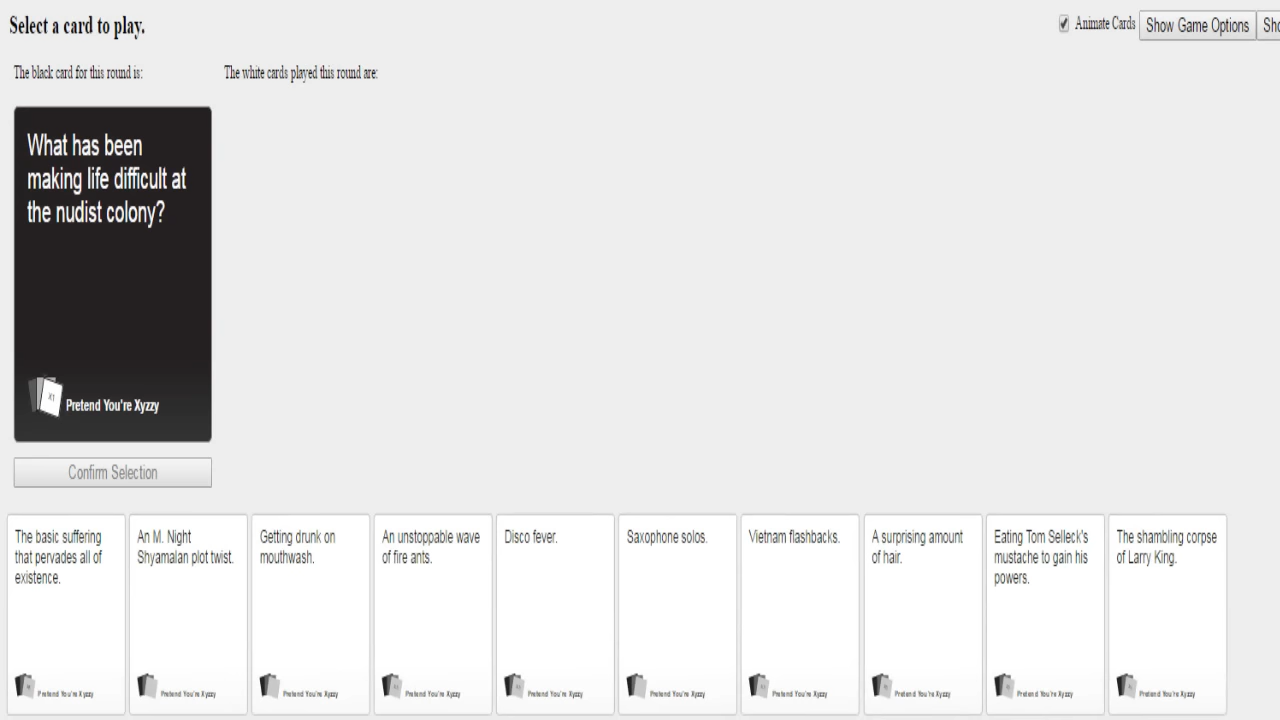 Select a card to play.
Animate Cards
Show Game Options
Sho
The black card for this round is:
The white cards played this round are:
What has been
making life difficult at
the nudist colony?
Pretend You're Xyzzy
Confirm Selection
The basic suffering
that pervades all of
existence.
Pretend You're Xyzzy
An M. Night
Shyamalan plot twist.
Pretend You're Xyzzy
Getting drunk on
mouthwash.
Pretend You're Xyzzy
An unstoppable wave
of fire ants.
Pretend You're Xyzzy
Disco fever.
Pretend You're Xyzzy
Saxophone solos.
Pretend You're Xyzzy
Vietnam flashbacks.
Pretend You're Xyzzy
A surprising amount
of hair.
Pretend You're Xyzzy
Eating Tom Selleck's
mustache to gain his
powers.
Pretend You're Xyzzy
The shambling corpse
of Larry King.
Pretend You're Xyzzy